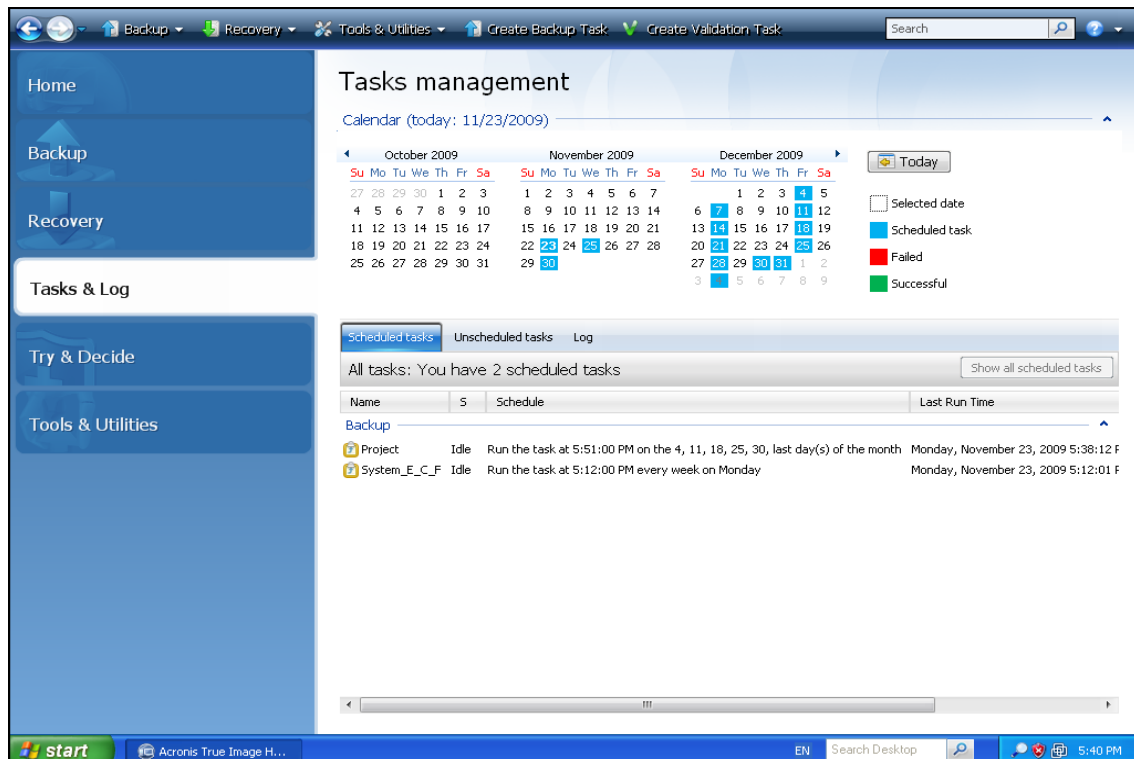 Backup Recovery Tools & Utilities Create Backup Task Create Validation Task Search
Home
Backup
Recovery
Tasks & Log
Try & Decide
Tools & Utilities
Tasks management
Calendar (today: 11/23/2009)
October 2009
Su Mo Tu We Th Fr Sa
27 28 29 30 1 2 3
4 5 6 7 8 9 10
11 12 13 14 15 16 17
18 19 20 21 22 23 24
25 26 27 28 29 30 31
November 2009
Su Mo Tu We Th Fr Sa
1 2 3 4 5 6 7
8 9 10 11 12 13 14
15 16 17 18 19 20 21
22 23 24 25 26 27 28
29 30
December 2009
Su Mo Tu We Th Fr Sa
1 2 3 4 5
6 7 8 9 10 11 12
13 14 15 16 17 18 19
20 21 22 23 24 25 26
27 28 29 30 31 1 2
3 4 5 6 7 8 9
Today
Selected date
Scheduled task
Failed
Successful
Scheduled tasks Unscheduled tasks Log
All tasks: You have 2 scheduled tasks Show all scheduled tasks
Name S Schedule Last Run Time
Backup
Project Idle Run the task at 5:51:00 PM on the 4, 11, 18, 25, 30, last day(s) of the month Monday, November 23, 2009 5:38:12 P
System_E_C_F Idle Run the task at 5:12:00 PM every week on Monday Monday, November 23, 2009 5:12:01 P
start Acronis True Image H... EN Search Desktop 5:40 PM